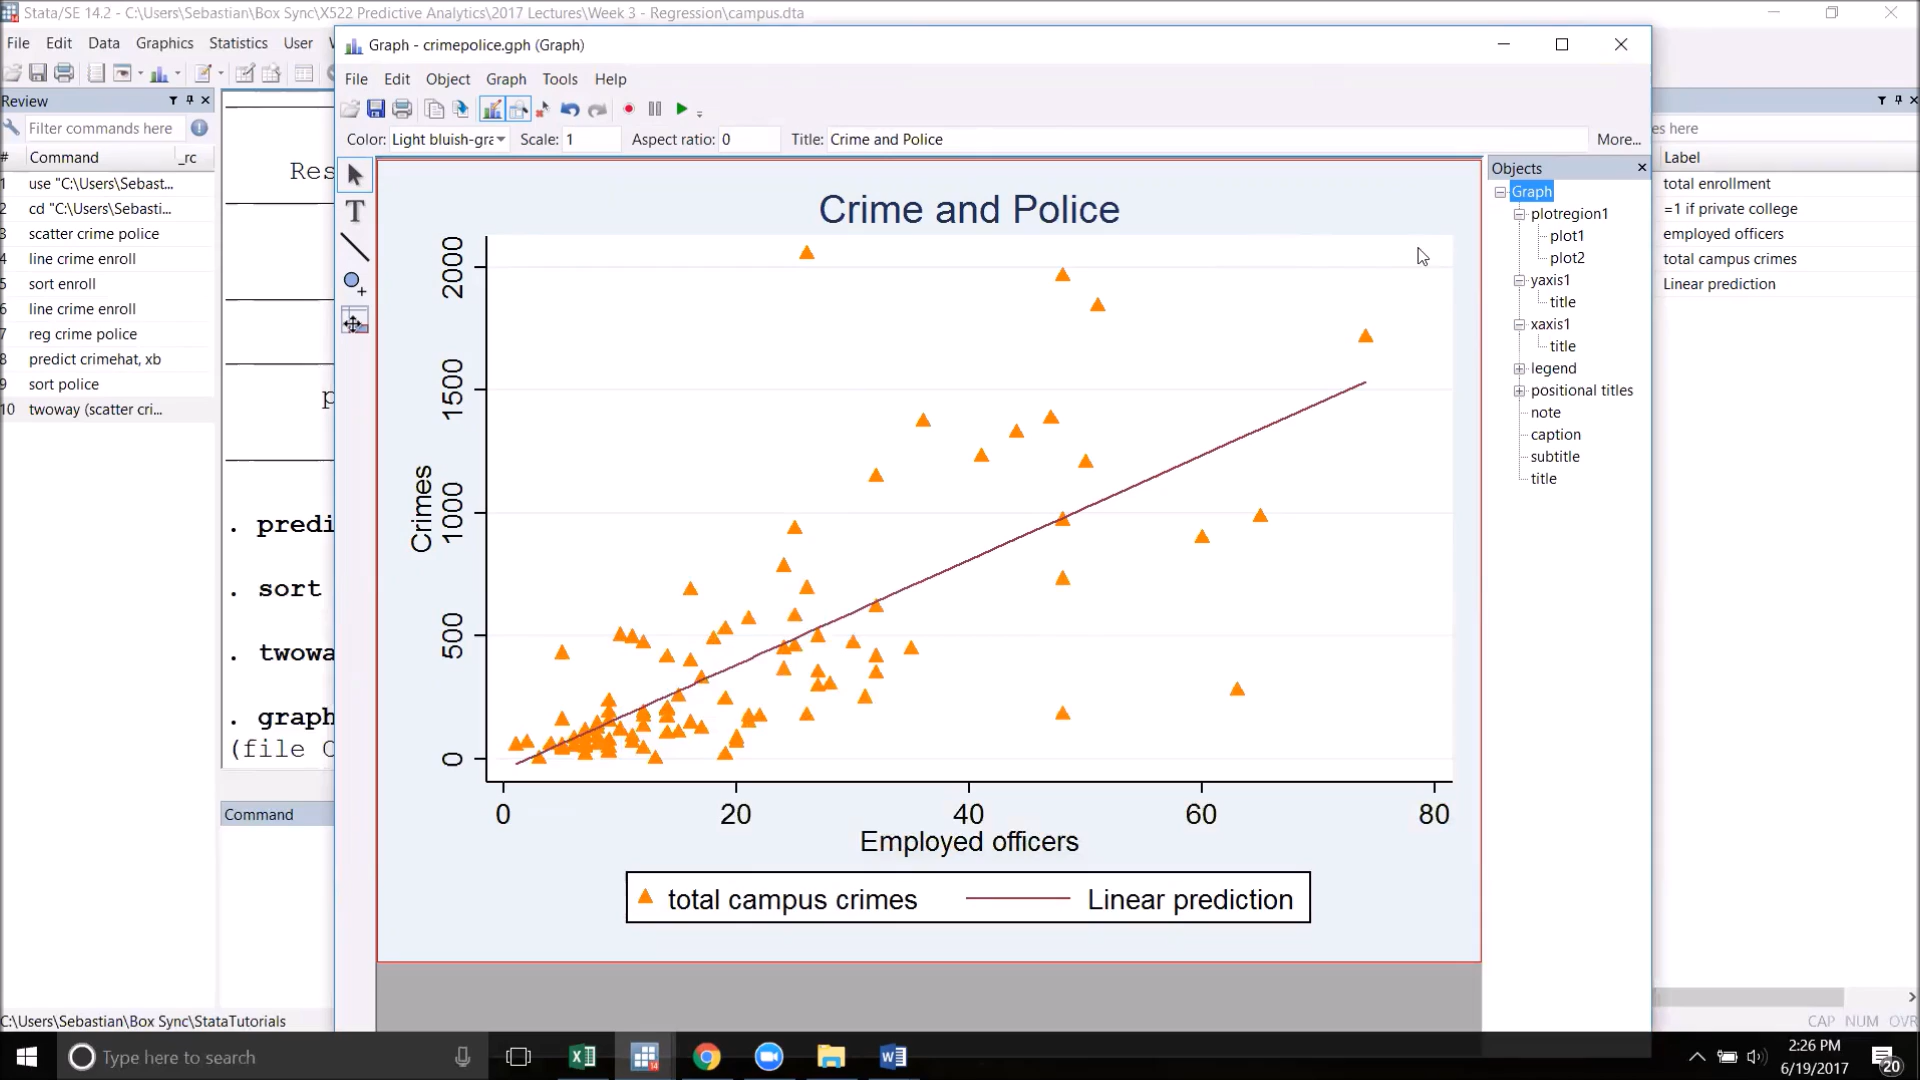 Stata/SE 14.2 - C:\Users\Sebastian\Box Sync\X522 Predictive Analytics\2017 Lectures\Week 3 - Regression\campus.dta
File Edit Data Graphics Statistics User
Graph - crimepolice.gph (Graph)
File Edit Object Graph Tools Help
Color: Light bluish-gra Scale: 1 Aspect ratio: 0 Title: Crime and Police More...
Review
Filter commands here
# Command _rc
1 use "C:\Users\Sebast...
2 cd "C:\Users\Sebasti...
3 scatter crime police
4 line crime enroll
5 sort enroll
6 line crime enroll
7 reg crime police
8 predict crimehat, xb
9 sort police
10 twoway (scatter cri...
Res
p
. predi
. sort
. twowa
. graph
(file C
Command
T
Crime and Police
Crimes
2000
1500
1000
500
0
0 20 40 60 80
Employed officers
total campus crimes Linear prediction
Objects
Graph
plotregion1
plot1
plot2
yaxis1
title
xaxis1
title
legend
positional titles
note
caption
subtitle
title
es here
Label
total enrollment
=1 if private college
employed officers
total campus crimes
Linear prediction
C:\Users\Sebastian\Box Sync\StataTutorials
CAP NUM OVR
Type here to search
2:26 PM
6/19/2017
20